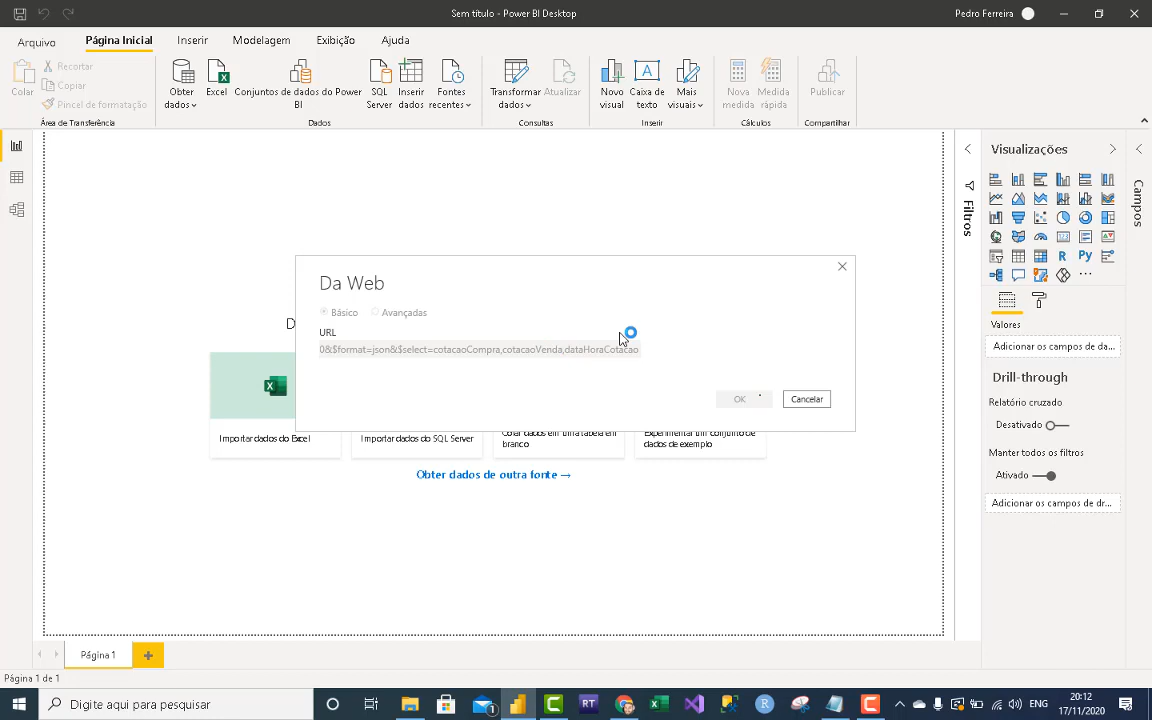 Sem título - Power BI Desktop
Pedro Ferreira
Arquivo
Página Inicial
Inserir
Modelagem
Exibição
Ajuda
Colar
Recortar
Copiar
Pincel de formatação
Área de Transferência
Obter dados
Excel
Conjuntos de dados do Power BI
SQL Server
Inserir dados
Fontes recentes
Dados
Transformar dados
Atualizar
Consultas
Novo visual
Caixa de texto
Mais visuais
Inserir
Nova medida
Medida rápida
Cálculos
Publicar
Compartilhar
Visualizações
Filtros
Campos
R
Py
Valores
Adicionar os campos de da...
Drill-through
Relatório cruzado
Desativado
Manter todos os filtros
Ativado
Adicionar os campos de dr...
D
Da Web
Básico
Avançadas
URL
0&$format=json&$select=cotacaoCompra,cotacaoVenda,dataHoraCotacao
OK
Cancelar
Importar dados do Excel
Importar dados do SQL Server
Colar dados em uma tabela em
branco
Experimentar um conjunto de
dados de exemplo
Obter dados de outra fonte →
Página 1
Página 1 de 1
Digite aqui para pesquisar
1
RT
R
ENG
20:12
17/11/2020